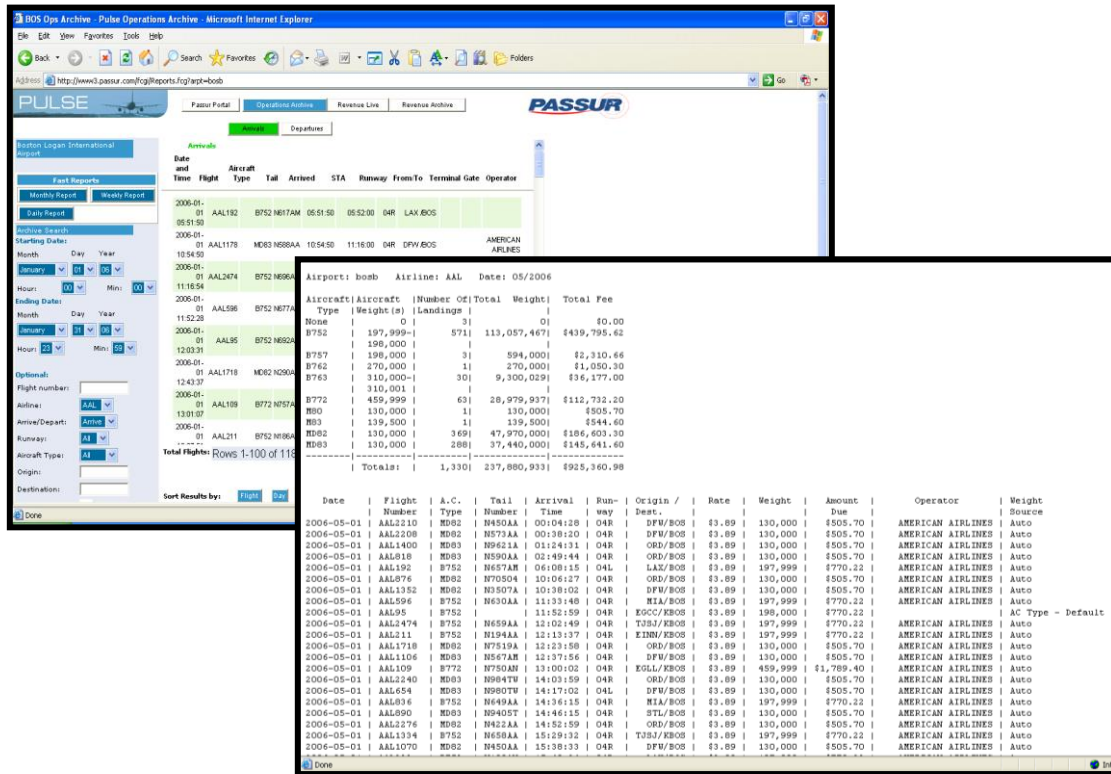 BOS Ops Archive - Pulse Operations Archive - Microsoft Internet Explorer
File Edit View Favorites Tools Help
Back Search Favorites Folders
Address http://www3.passur.com/fcgi/Reports.fcg?arpt=bosb Go
PULSE Passur Portal Operations Archive Revenue Live Revenue Archive PASSUR
Arrivals Departures
Boston Logan International
Airport
Fast Reports
Monthly Report Weekly Report
Daily Report
Archive Search
Starting Date:
Month Day Year
January 01 06
Hour: 00 Min: 00
Ending Date:
Month Day Year
January 31 06
Hour: 23 Min: 59
Optional:
Flight number:
Airline: AAL
Arrive/Depart: Arrive
Runway: All
Aircraft Type: All
Origin:
Destination:
Arrivals
Date
and Aircraft
Time Flight Type Tail Arrived STA Runway From/To Terminal Gate Operator
2006-01-
01 AAL192 B752 N617AM 05:51:50 05:52:00 04R LAX /BOS
05:51:50
2006-01-
01 AAL1178 MD83 N588AA 10:54:50 11:16:00 04R DFW /BOS AMERICAN
10:54:50 AIRLINES
2006-01-
01 AAL2474 B752
11:16:54
2006-01-
01 AAL596 B752
11:52:28
2006-01-
01 AAL95 B752
12:03:31
2006-01-
01 AAL1718 MD82
12:43:37
2006-01-
01 AAL109 B772
13:01:07
2006-01-
01 AAL211 B752
Total Flights: Rows 1-100 of 118
Sort Results by: Flight Day
Done
Airport: bosb Airline: AAL Date: 05/2006
Aircraft|Aircraft |Number Of|Total Weight| Total Fee
Type |Weight(s) |Landings | |
None | 0 | 3| 0| $0.00
B752 | 197,999-| 571| 113,057,467| $439,795.62
| 198,000 | | |
B757 | 198,000 | 3| 594,000| $2,310.66
B762 | 270,000 | 1| 270,000| $1,050.30
B763 | 310,000-| 30| 9,300,029| $36,177.00
| 310,001 | | |
B772 | 459,999 | 63| 28,979,937| $112,732.20
M80 | 130,000 | 1| 130,000| $505.70
M83 | 139,500 | 1| 139,500| $544.60
MD82 | 130,000 | 369| 47,970,000| $186,603.30
MD83 | 130,000 | 288| 37,440,000| $145,641.60
--------|----------|---------|------------|------------
| Totals: | 1,330| 237,880,933| $925,360.98
Date | Flight | A.C. | Tail | Arrival | Run- | Origin / | Rate | Weight | Amount | Operator | Weight
| Number | Type | Number | Time | way | Dest. | | | Due | | Source
2006-05-01 | AAL2210 | MD82 | N450AA | 00:04:28 | 04R | DFW/BOS | $3.89 | 130,000 | $505.70 | AMERICAN AIRLINES | Auto
2006-05-01 | AAL2208 | MD82 | N573AA | 00:38:20 | 04R | DFW/BOS | $3.89 | 130,000 | $505.70 | AMERICAN AIRLINES | Auto
2006-05-01 | AAL1400 | MD83 | N9621A | 01:24:31 | 04R | ORD/BOS | $3.89 | 130,000 | $505.70 | AMERICAN AIRLINES | Auto
2006-05-01 | AAL818 | MD83 | N590AA | 02:49:44 | 04R | ORD/BOS | $3.89 | 130,000 | $505.70 | AMERICAN AIRLINES | Auto
2006-05-01 | AAL192 | B752 | N657AM | 06:08:15 | 04L | LAX/BOS | $3.89 | 197,999 | $770.22 | AMERICAN AIRLINES | Auto
2006-05-01 | AAL876 | MD82 | N70504 | 10:06:27 | 04R | ORD/BOS | $3.89 | 130,000 | $505.70 | AMERICAN AIRLINES | Auto
2006-05-01 | AAL1352 | MD82 | N3507A | 10:38:02 | 04R | DFW/BOS | $3.89 | 130,000 | $505.70 | AMERICAN AIRLINES | Auto
2006-05-01 | AAL596 | B752 | N630AA | 11:33:48 | 04R | MIA/BOS | $3.89 | 197,999 | $770.22 | AMERICAN AIRLINES | Auto
2006-05-01 | AAL95 | B752 | | 11:52:59 | 04R | EGCC/KBOS | $3.89 | 198,000 | $770.22 | | AC Type - Default
2006-05-01 | AAL2474 | B752 | N659AA | 12:02:49 | 04R | TJSJ/KBOS | $3.89 | 197,999 | $770.22 | AMERICAN AIRLINES | Auto
2006-05-01 | AAL211 | B752 | N194AA | 12:13:37 | 04R | EINN/KBOS | $3.89 | 197,999 | $770.22 | AMERICAN AIRLINES | Auto
2006-05-01 | AAL1718 | MD82 | N7519A | 12:23:58 | 04R | ORD/BOS | $3.89 | 130,000 | $505.70 | AMERICAN AIRLINES | Auto
2006-05-01 | AAL1106 | MD83 | N567AM | 12:37:56 | 04R | DFW/BOS | $3.89 | 130,000 | $505.70 | AMERICAN AIRLINES | Auto
2006-05-01 | AAL109 | B772 | N750AN | 13:00:02 | 04R | EGLL/KBOS | $3.89 | 459,999 | $1,789.40 | AMERICAN AIRLINES | Auto
2006-05-01 | AAL2240 | MD83 | N984TW | 14:03:59 | 04R | ORD/BOS | $3.89 | 130,000 | $505.70 | AMERICAN AIRLINES | Auto
2006-05-01 | AAL654 | MD83 | N980TW | 14:17:02 | 04L | DFW/BOS | $3.89 | 130,000 | $505.70 | AMERICAN AIRLINES | Auto
2006-05-01 | AAL836 | B752 | N649AA | 14:36:15 | 04R | MIA/BOS | $3.89 | 197,999 | $770.22 | AMERICAN AIRLINES | Auto
2006-05-01 | AAL890 | MD83 | N9405T | 14:46:15 | 04R | STL/BOS | $3.89 | 130,000 | $505.70 | AMERICAN AIRLINES | Auto
2006-05-01 | AAL2276 | MD82 | N422AA | 14:52:59 | 04R | ORD/BOS | $3.89 | 130,000 | $505.70 | AMERICAN AIRLINES | Auto
2006-05-01 | AAL1334 | B752 | N658AA | 15:29:32 | 04R | TJSJ/KBOS | $3.89 | 197,999 | $770.22 | AMERICAN AIRLINES | Auto
2006-05-01 | AAL1070 | MD82 | N450AA | 15:38:33 | 04R | DFW/BOS | $3.89 | 130,000 | $505.70 | AMERICAN AIRLINES | Auto
Done